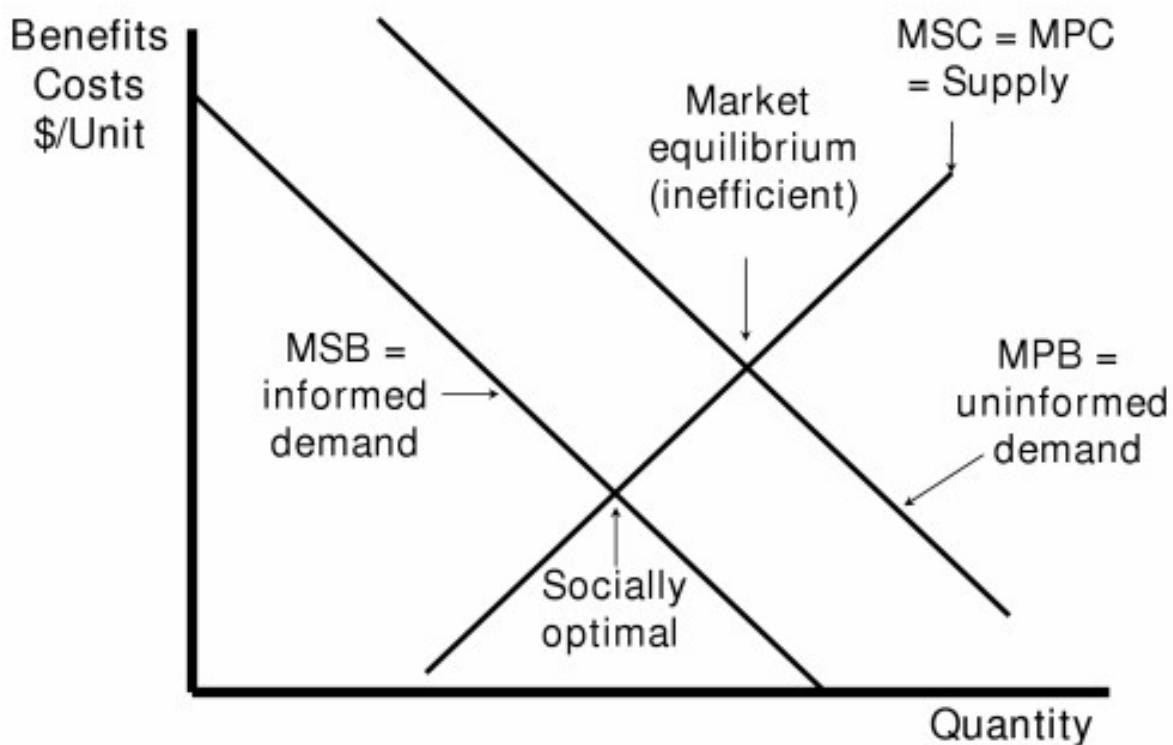 Benefits
Costs
$/Unit
MSC = MPC
= Supply
Market
equilibrium
(inefficient)
MSB =
informed
demand
MPB =
uninformed
demand
Socially
optimal
Quantity